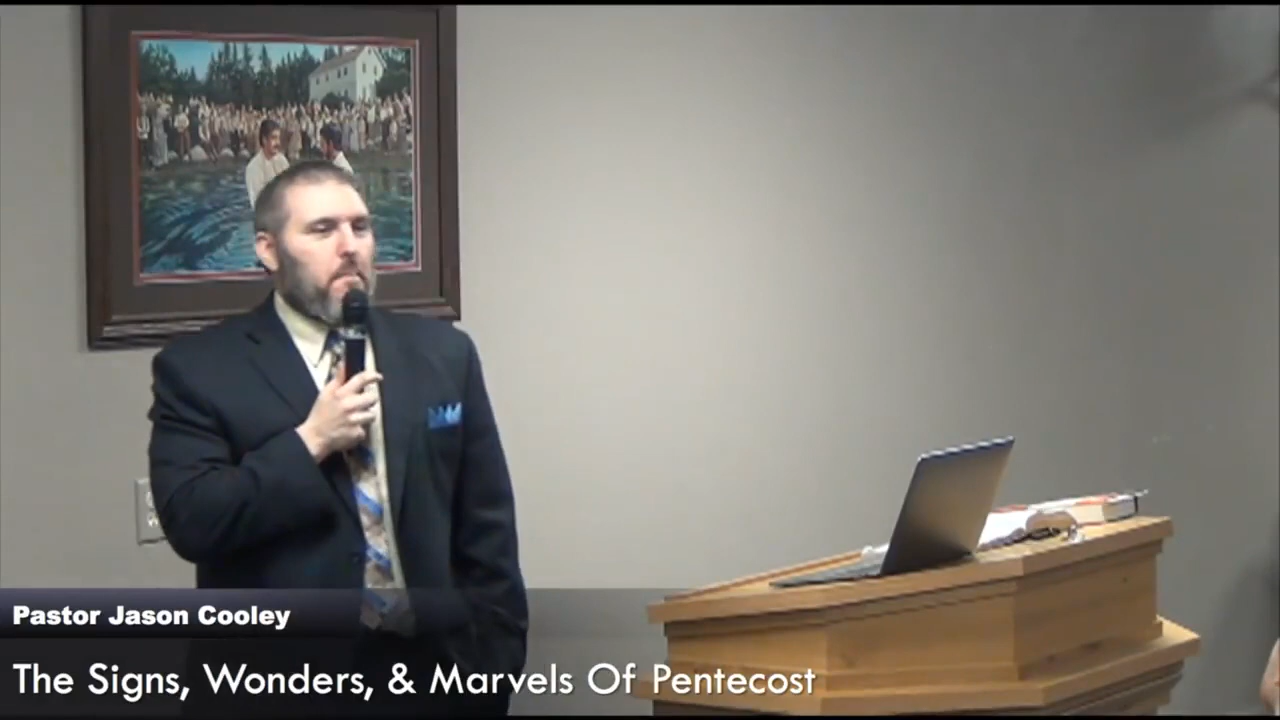 Pastor Jason Cooley
The Signs, Wonders, & Marvels Of Pentecost